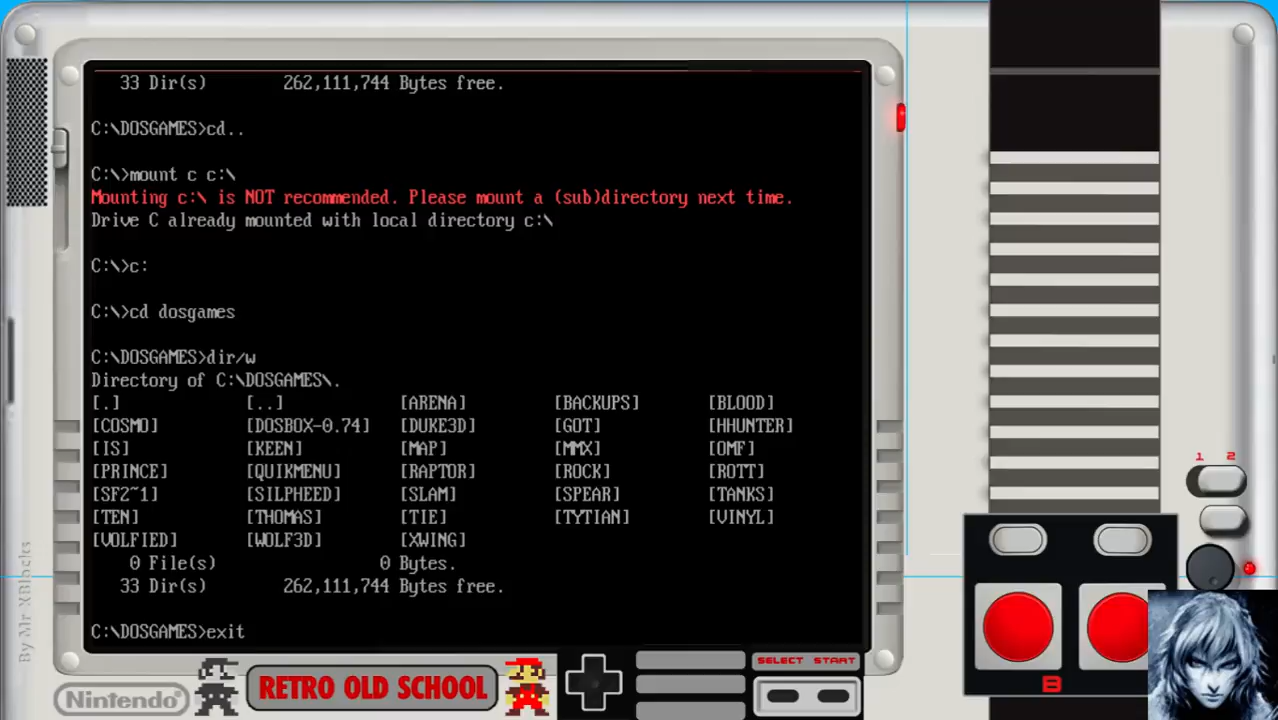 33 Dir(s) 262,111,744 Bytes free.
C:\DOSGAMES>cd..
C:\>mount c c:\
Mounting c:\ is NOT recommended. Please mount a (sub)directory next time.
Drive C already mounted with local directory c:\
C:\>c:
C:\>cd dosgames
C:\DOSGAMES>dir/w
Directory of C:\DOSGAMES\.
[.] [..] [ARENA] [BACKUPS] [BLOOD]
[COSMO] [DOSBOX-0.74] [DUKE3D] [GOT] [HHUNTER]
[IS] [KEEN] [MAP] [MMX] [OMF]
[PRINCE] [QUIKMENU] [RAPTOR] [ROCK] [ROTT]
[SF2~1] [SILPHEED] [SLAM] [SPEAR] [TANKS]
[TEN] [THOMAS] [TIE] [TYTIAN] [VINYL]
[VOLFIED] [WOLF3D] [XWING]
0 File(s) 0 Bytes.
33 Dir(s) 262,111,744 Bytes free.
C:\DOSGAMES>exit
By Mr XBlocks
Nintendo®
RETRO OLD SCHOOL
SELECT START
1 2
B